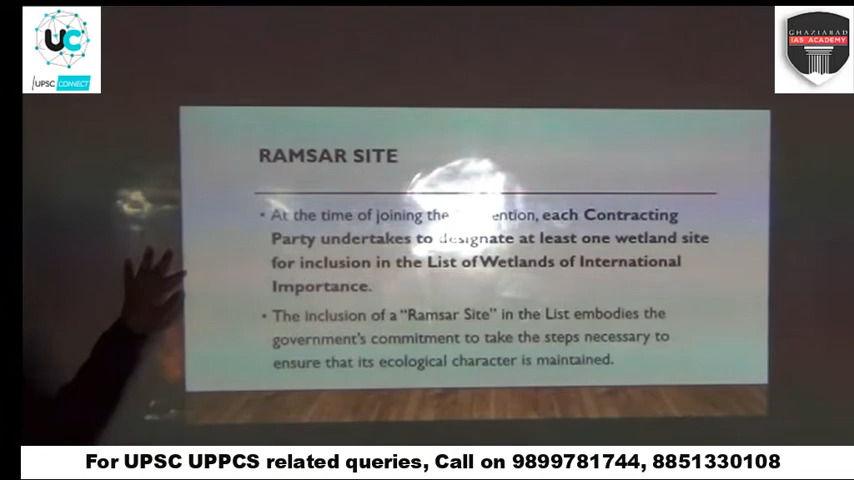 UC
UPSC CONNECT
GHAZIABAD
IAS ACADEMY
RAMSAR SITE
• At the time of joining the ention, each Contracting
Party undertakes to designate at least one wetland site
for inclusion in the List of Wetlands of International
Importance.
• The inclusion of a “Ramsar Site” in the List embodies the
government's commitment to take the steps necessary to
ensure that its ecological character is maintained.
For UPSC UPPCS related queries, Call on 9899781744, 8851330108